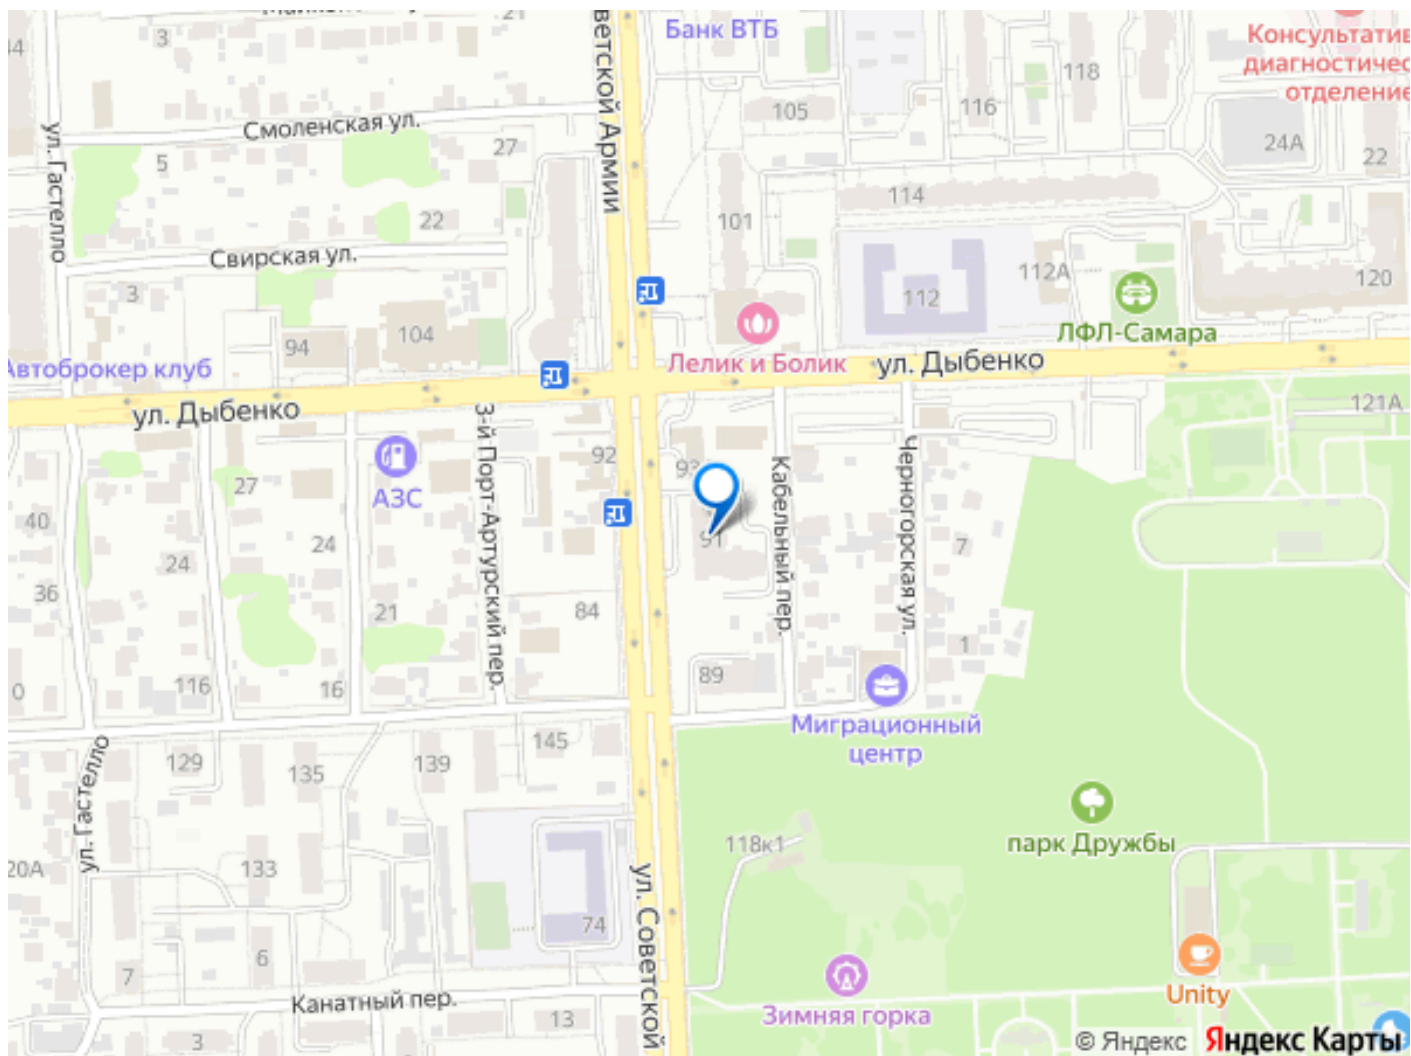 21
Банк ВТБ
Консультатив
диагностичес
отделение
44
3
ветской Армии
118
116
105
Смоленская ул.
27
24А
22
ул. Гастелло
5
114
22
101
Свирская ул.
112А
120
3
112
104
94
ЛФЛ-Самара
Автоброкер клуб
Лелик и Болик
ул. Дыбенко
ул. Дыбенко
121А
3-й Порт-Артурский пер.
92
93
Кабельный пер.
Черногорская ул.
АЗС
27
40
24
24
91
7
36
21
84
1
0
116
16
89
Миграционный
центр
ул. Гастелло
129
135
139
145
парк Дружбы
118к1
20А
133
ул. Советской
74
6
7
Unity
Канатный пер.
13
Зимняя горка
3
© Яндекс
Яндекс Карты